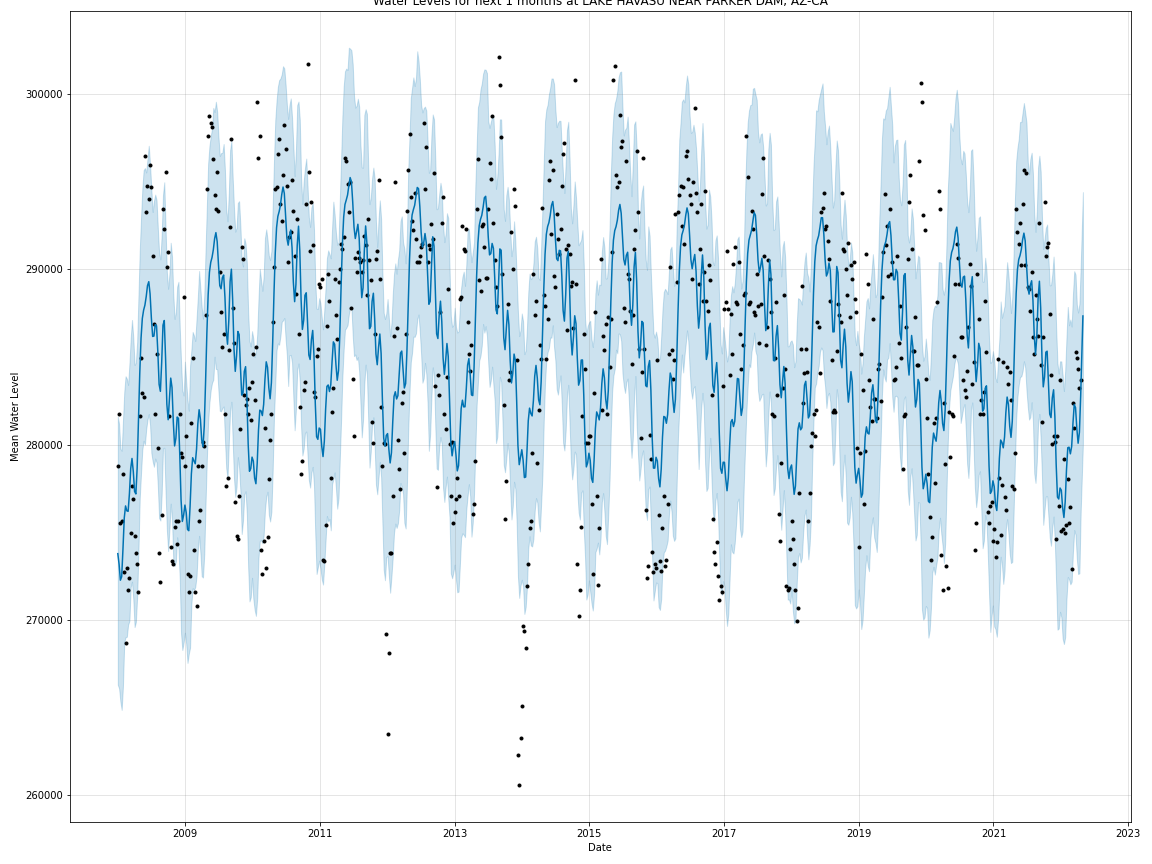 Water Levels for next 1 months at LAKE HAVASU NEAR PARKER DAM, AZ-CA
300000
290000
280000
270000
260000
Mean Water Level
2009 2011 2013 2015 2017 2019 2021 2023
Date